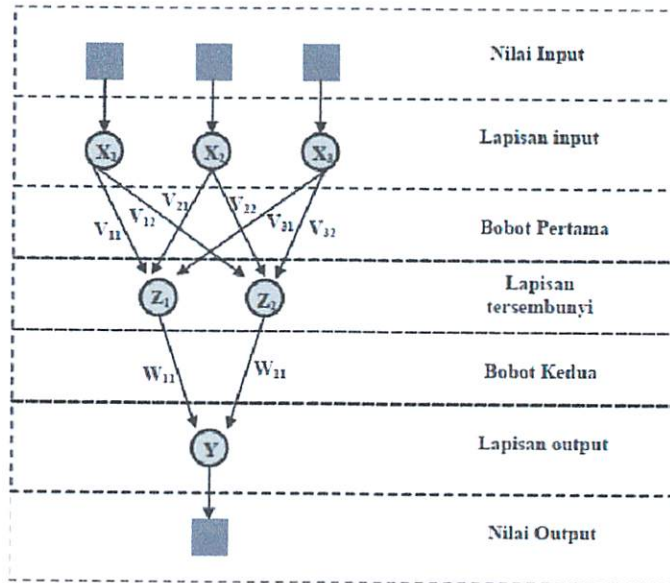 Nilai Input
Lapisan input
X₁ X₂ X₃
V₁₁ V₁₂ V₂₁ V₂₂ V₃₁ V₃₂
Bobot Pertama
Z₁ Z₂
Lapisan
tersembunyi
W₁₁ W₂₁
Bobot Kedua
Y
Lapisan output
Nilai Output